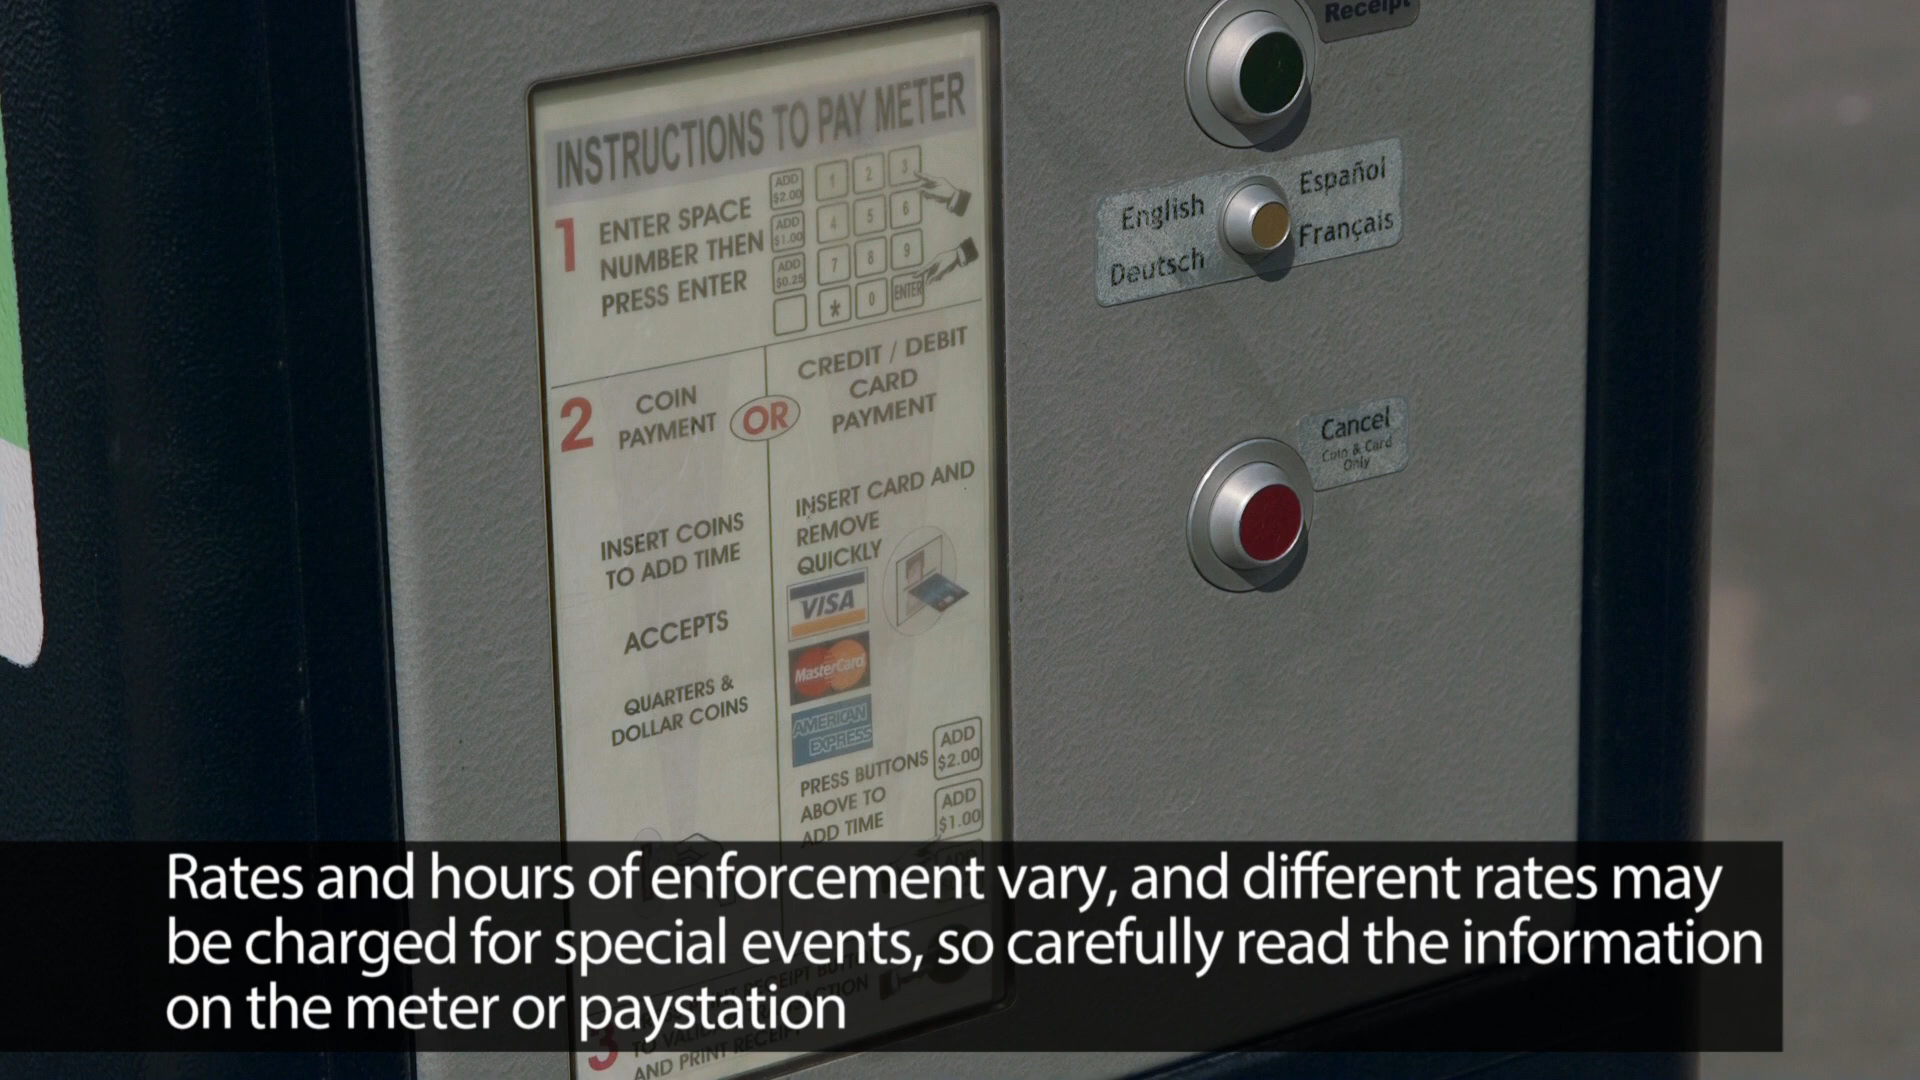 Receipt
INSTRUCTIONS TO PAY METER
1
ENTER SPACE
NUMBER THEN
PRESS ENTER
ADD
$2.00
1
2
3
ADD
$1.00
4
5
6
ADD
$0.25
7
8
9
*
0
ENTER
English
Español
Deutsch
Français
2
COIN
PAYMENT
OR
CREDIT / DEBIT
CARD
PAYMENT
Cancel
Coin & Card
Only
INSERT COINS
TO ADD TIME
ACCEPTS
QUARTERS &
DOLLAR COINS
INSERT CARD AND
REMOVE
QUICKLY
VISA
MasterCard
AMERICAN
EXPRESS
PRESS BUTTONS
ABOVE TO
ADD TIME
ADD
$2.00
ADD
$1.00
Rates and hours of enforcement vary, and different rates may
be charged for special events, so carefully read the information
on the meter or paystation
3
AND PRINT